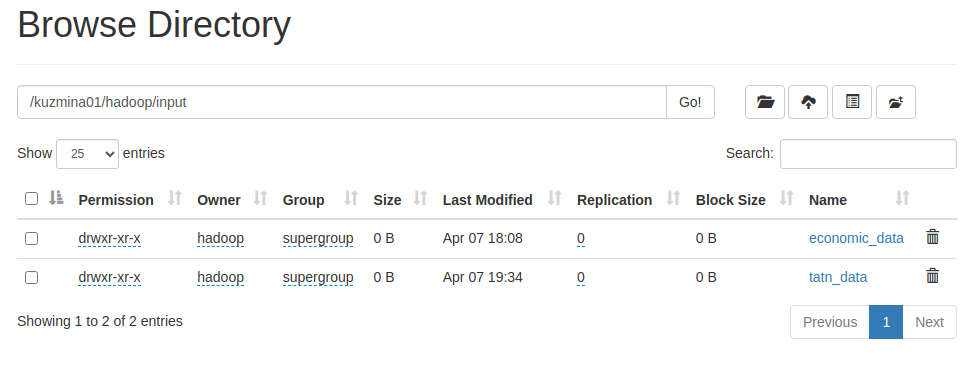 Browse Directory
/kuzmina01/hadoop/input Go!
Show 25 entries Search:
Permission Owner Group Size Last Modified Replication Block Size Name
drwxr-xr-x hadoop supergroup 0 B Apr 07 18:08 0 0 B economic_data
drwxr-xr-x hadoop supergroup 0 B Apr 07 19:34 0 0 B tatn_data
Showing 1 to 2 of 2 entries Previous 1 Next